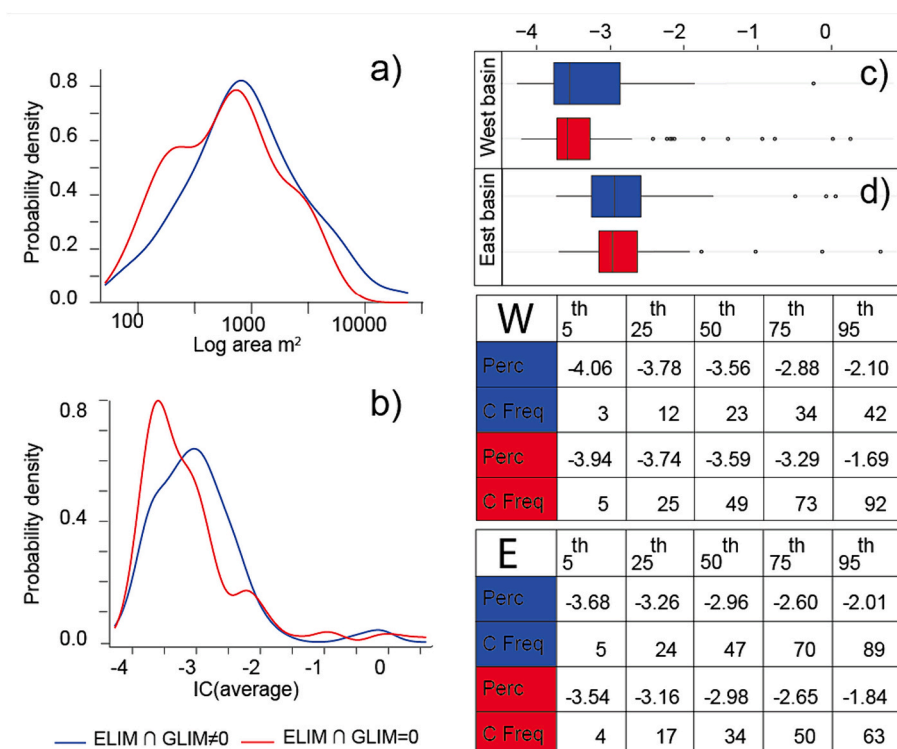 a)
Probability density
0.8
0.6
0.4
0.2
0.0
100 1000 10000
Log area m²
b)
Probability density
0.8
0.4
0.0
-4 -3 -2 -1 0
IC(average)
ELIM ∩ GLIM≠0 ELIM ∩ GLIM=0
−4 −3 −2 −1 0
West basin
c)
East basin
d)
W 5th 25th 50th 75th 95th
Perc -4.06 -3.78 -3.56 -2.88 -2.10
C Freq 3 12 23 34 42
Perc -3.94 -3.74 -3.59 -3.29 -1.69
C Freq 5 25 49 73 92
E 5th 25th 50th 75th 95th
Perc -3.68 -3.26 -2.96 -2.60 -2.01
C Freq 5 24 47 70 89
Perc -3.54 -3.16 -2.98 -2.65 -1.84
C Freq 4 17 34 50 63